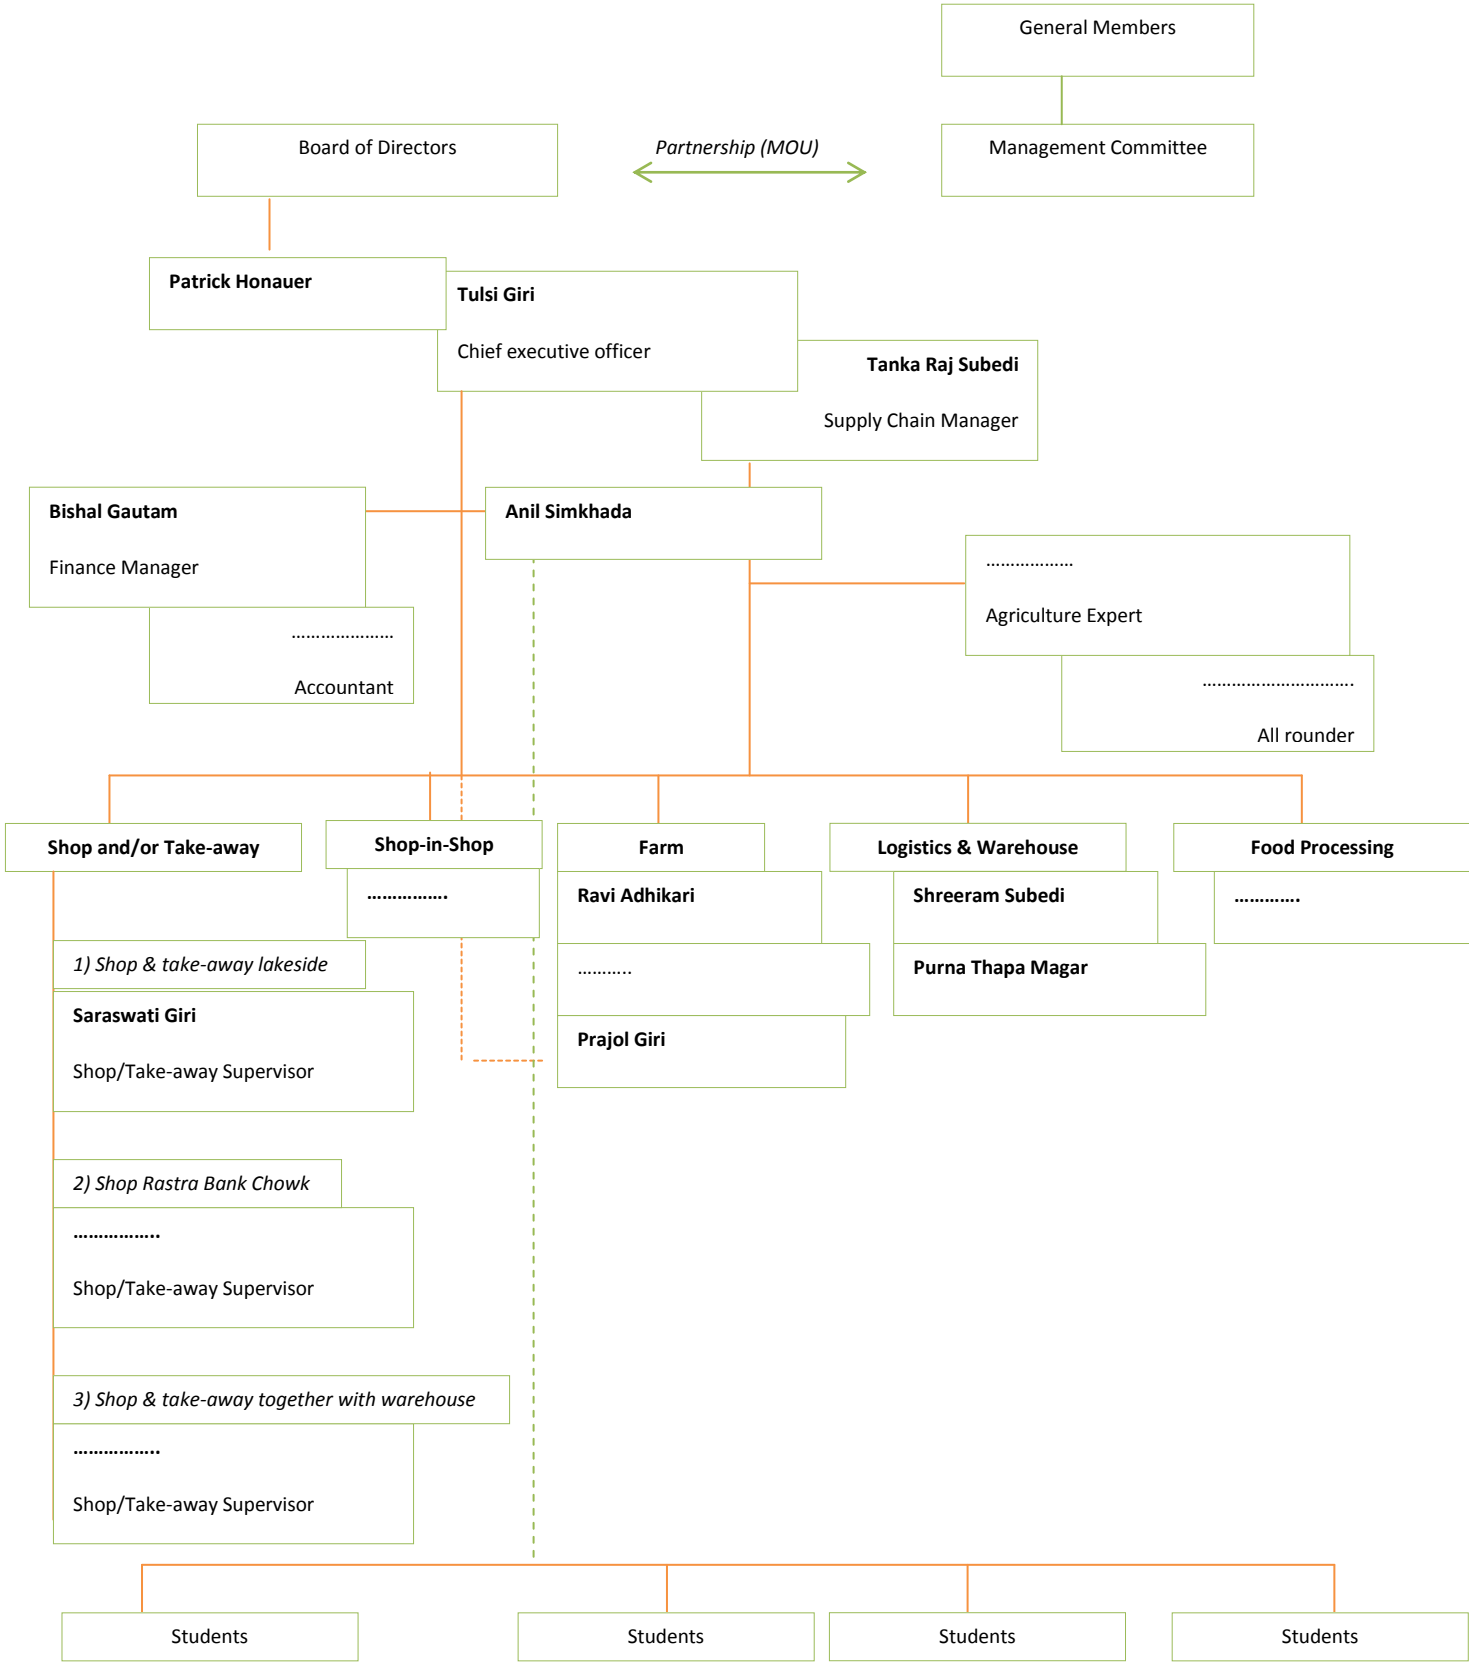 General Members
Board of Directors
Partnership (MOU)
Management Committee
Patrick Honauer
Tulsi Giri
Chief executive officer
Tanka Raj Subedi
Supply Chain Manager
Bishal Gautam
Finance Manager
Anil Simkhada
………………
Agriculture Expert
…………………
Accountant
………………………….
All rounder
Shop and/or Take-away
Shop-in-Shop
…………….
Farm
Ravi Adhikari
………..
Prajol Giri
Logistics & Warehouse
Shreeram Subedi
Purna Thapa Magar
Food Processing
………….
1) Shop & take-away lakeside
Saraswati Giri
Shop/Take-away Supervisor
2) Shop Rastra Bank Chowk
……………..
Shop/Take-away Supervisor
3) Shop & take-away together with warehouse
……………..
Shop/Take-away Supervisor
Students
Students
Students
Students